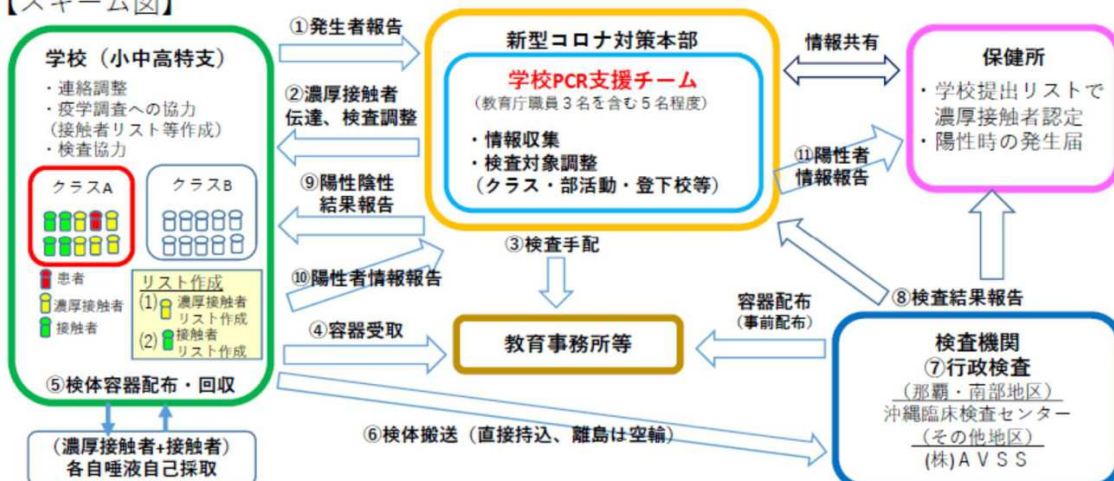 【スキーム図】
学校（小中高特支）
・連絡調整
・疫学調査への協力
（接触者リスト等作成）
・検査協力
クラスA
クラスB
患者
濃厚接触者
接触者
リスト作成
(1) 濃厚接触者
リスト作成
(2) 接触者
リスト作成
⑤検体容器配布・回収
（濃厚接触者+接触者）
各自唾液自己採取
①発生者報告
②濃厚接触者
伝達、検査調整
⑨陽性陰性
結果報告
⑩陽性者情報報告
④容器受取
⑥検体搬送（直接持込、離島は空輸）
新型コロナ対策本部
学校PCR支援チーム
（教育庁職員３名を含む５名程度）
・情報収集
・検査対象調整
（クラス・部活動・登下校等）
③検査手配
教育事務所等
情報共有
⑪陽性者
情報報告
保健所
・学校提出リストで
濃厚接触者認定
・陽性時の発生届
⑧検査結果報告
容器配布
（事前配布）
検査機関
⑦行政検査
（那覇・南部地区）
沖縄臨床検査センター
（その他地区）
(株)ＡＶＳＳ